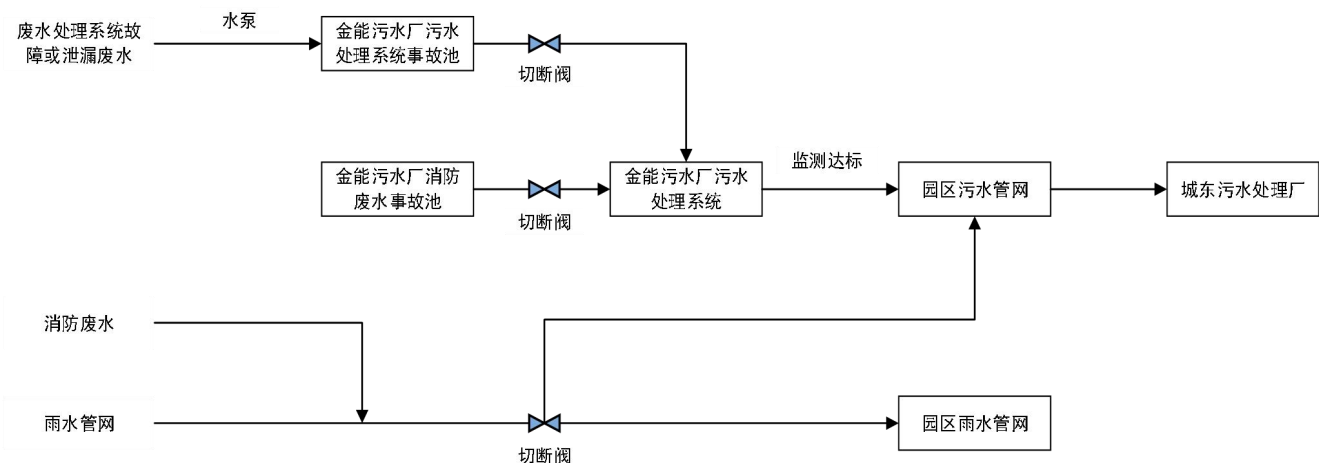 水泵
废水处理系统故
障或泄漏废水
金能污水厂污水
处理系统事故池
切断阀
金能污水厂消防
废水事故池
切断阀
金能污水厂污水
处理系统
监测达标
园区污水管网
城东污水处理厂
消防废水
雨水管网
切断阀
园区雨水管网